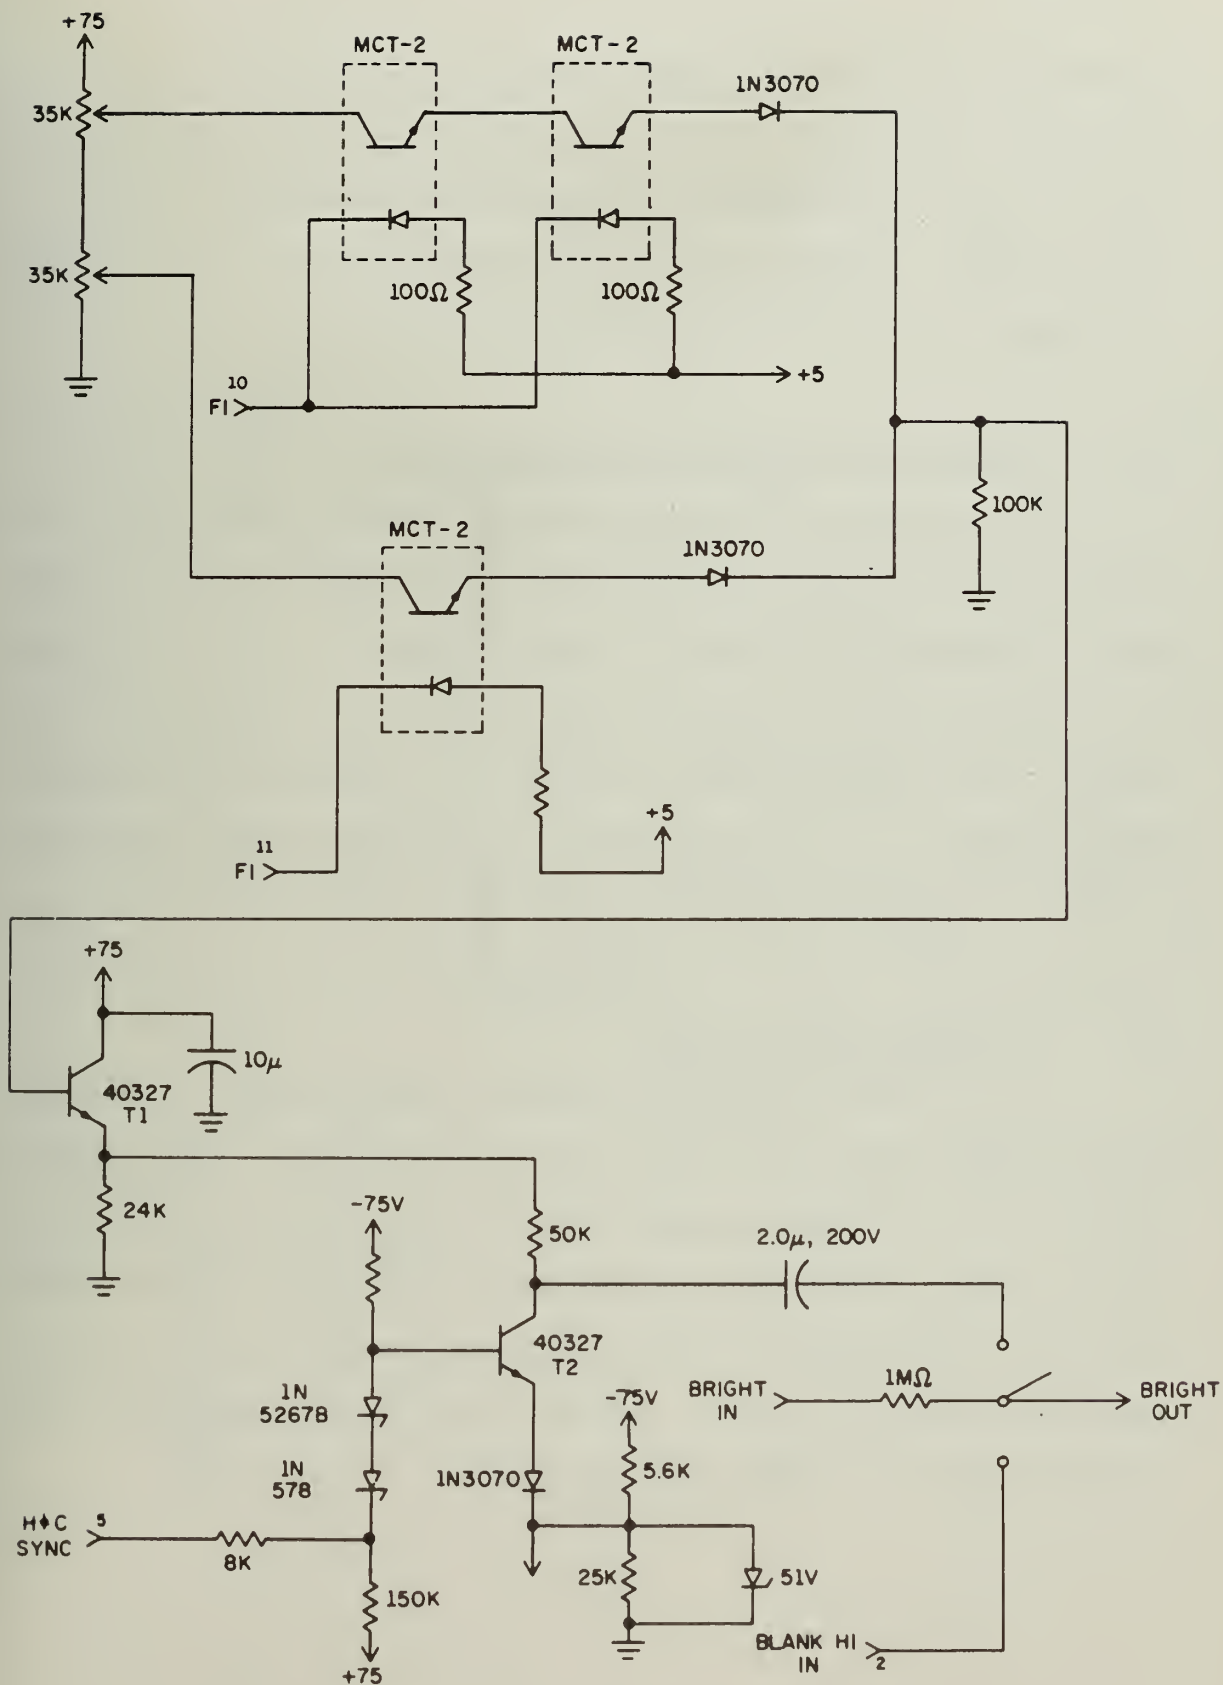 +75
MCT-2
MCT-2
1N3070
35K
35K
100Ω
100Ω
+5
10
F1
MCT-2
1N3070
100K
+5
11
F1
+75
10μ
40327
T1
24K
-75V
50K
2.0μ, 200V
40327
T2
1N
5267B
1N
578
1N3070
-75V
5.6K
BRIGHT
IN
1MΩ
BRIGHT
OUT
H+C
SYNC
5
8K
150K
+75
25K
51V
BLANK HI
IN
2